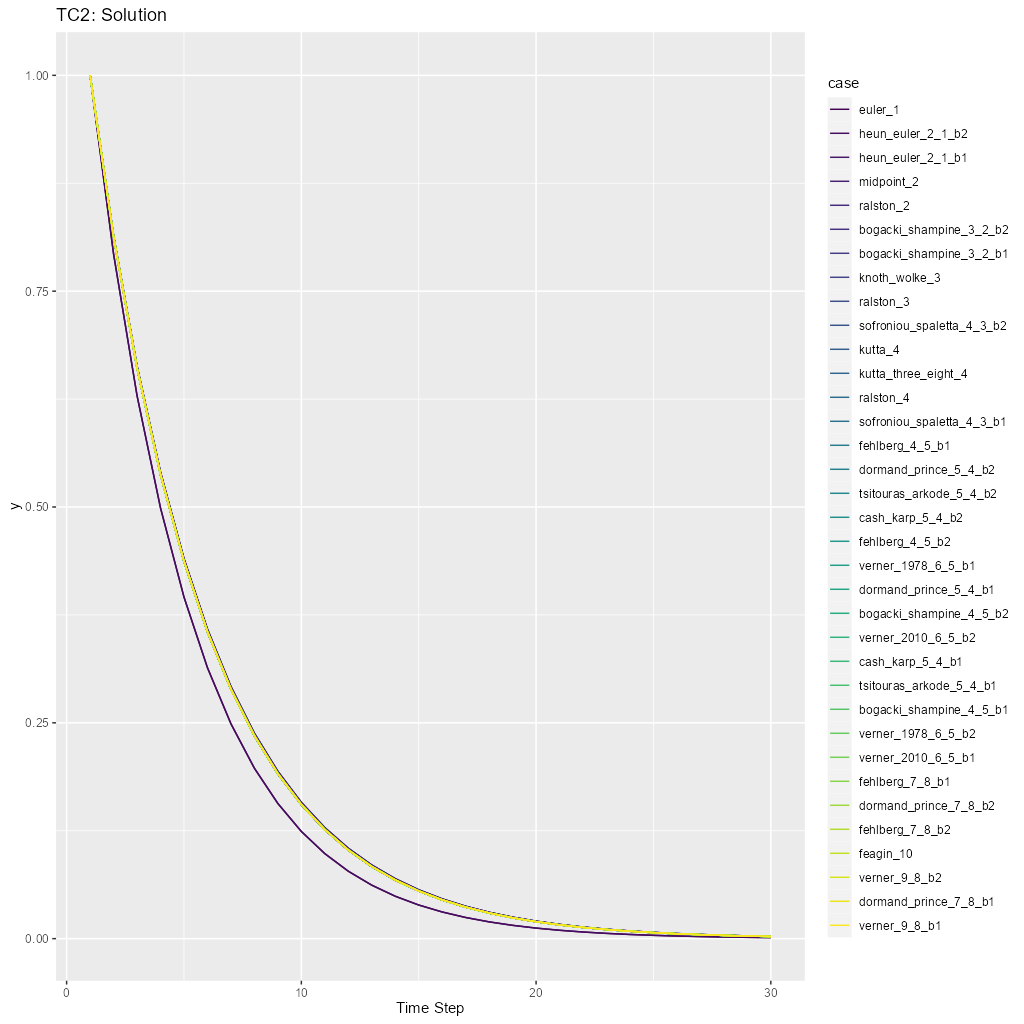 TC2: Solution
1.00
0.75
0.50
0.25
0.00
y
0
10
20
30
Time Step
case
euler_1
heun_euler_2_1_b2
heun_euler_2_1_b1
midpoint_2
ralston_2
bogacki_shampine_3_2_b2
bogacki_shampine_3_2_b1
knoth_wolke_3
ralston_3
sofroniou_spaletta_4_3_b2
kutta_4
kutta_three_eight_4
ralston_4
sofroniou_spaletta_4_3_b1
fehlberg_4_5_b1
dormand_prince_5_4_b2
tsitouras_arkode_5_4_b2
cash_karp_5_4_b2
fehlberg_4_5_b2
verner_1978_6_5_b1
dormand_prince_5_4_b1
bogacki_shampine_4_5_b2
verner_2010_6_5_b2
cash_karp_5_4_b1
tsitouras_arkode_5_4_b1
bogacki_shampine_4_5_b1
verner_1978_6_5_b2
verner_2010_6_5_b1
fehlberg_7_8_b1
dormand_prince_7_8_b2
fehlberg_7_8_b2
feagin_10
verner_9_8_b2
dormand_prince_7_8_b1
verner_9_8_b1